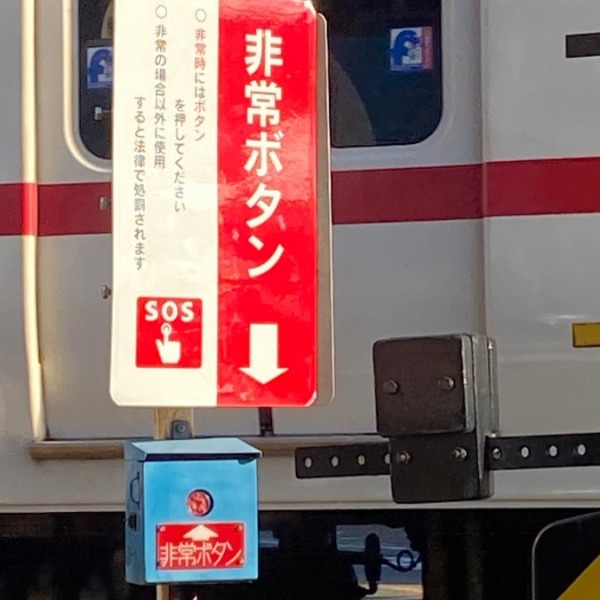 非常ボタン
○ 非常時にはボタン
を押してください
○ 非常の場合以外に使用
すると法律で処罰されます
SOS
非常ボタン